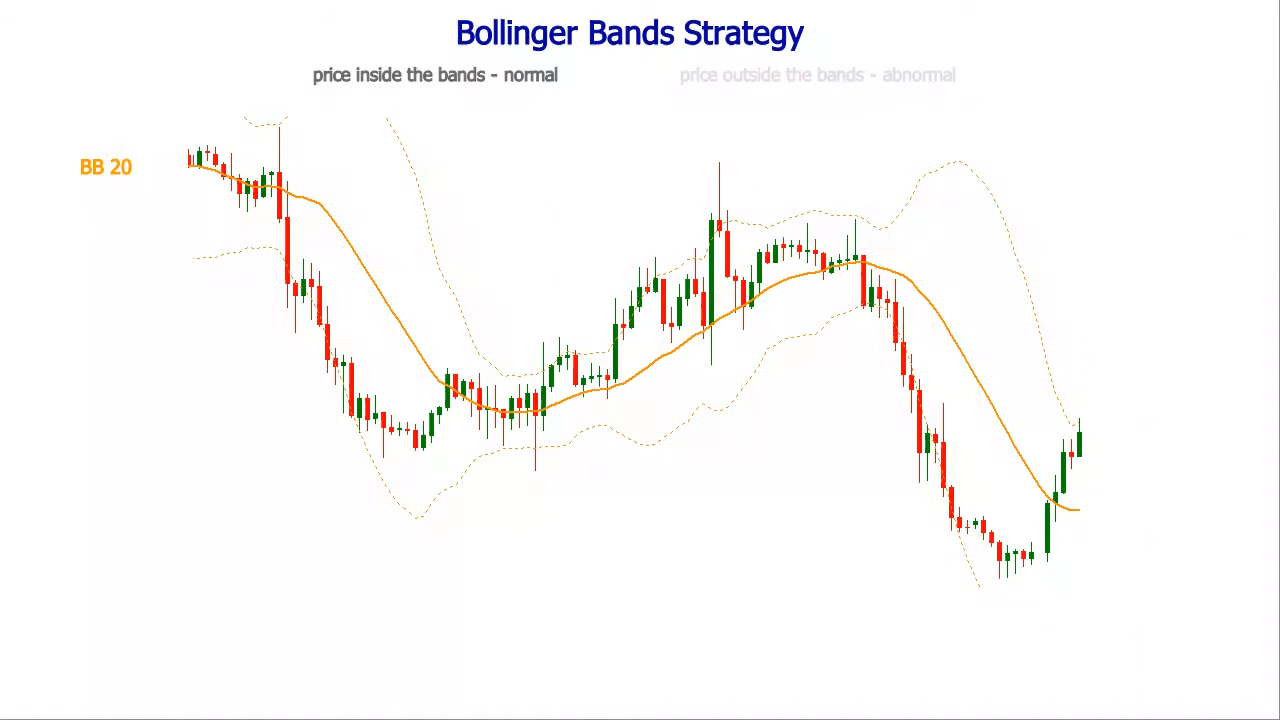 Bollinger Bands Strategy
price inside the bands - normal
price outside the bands - abnormal
BB 20